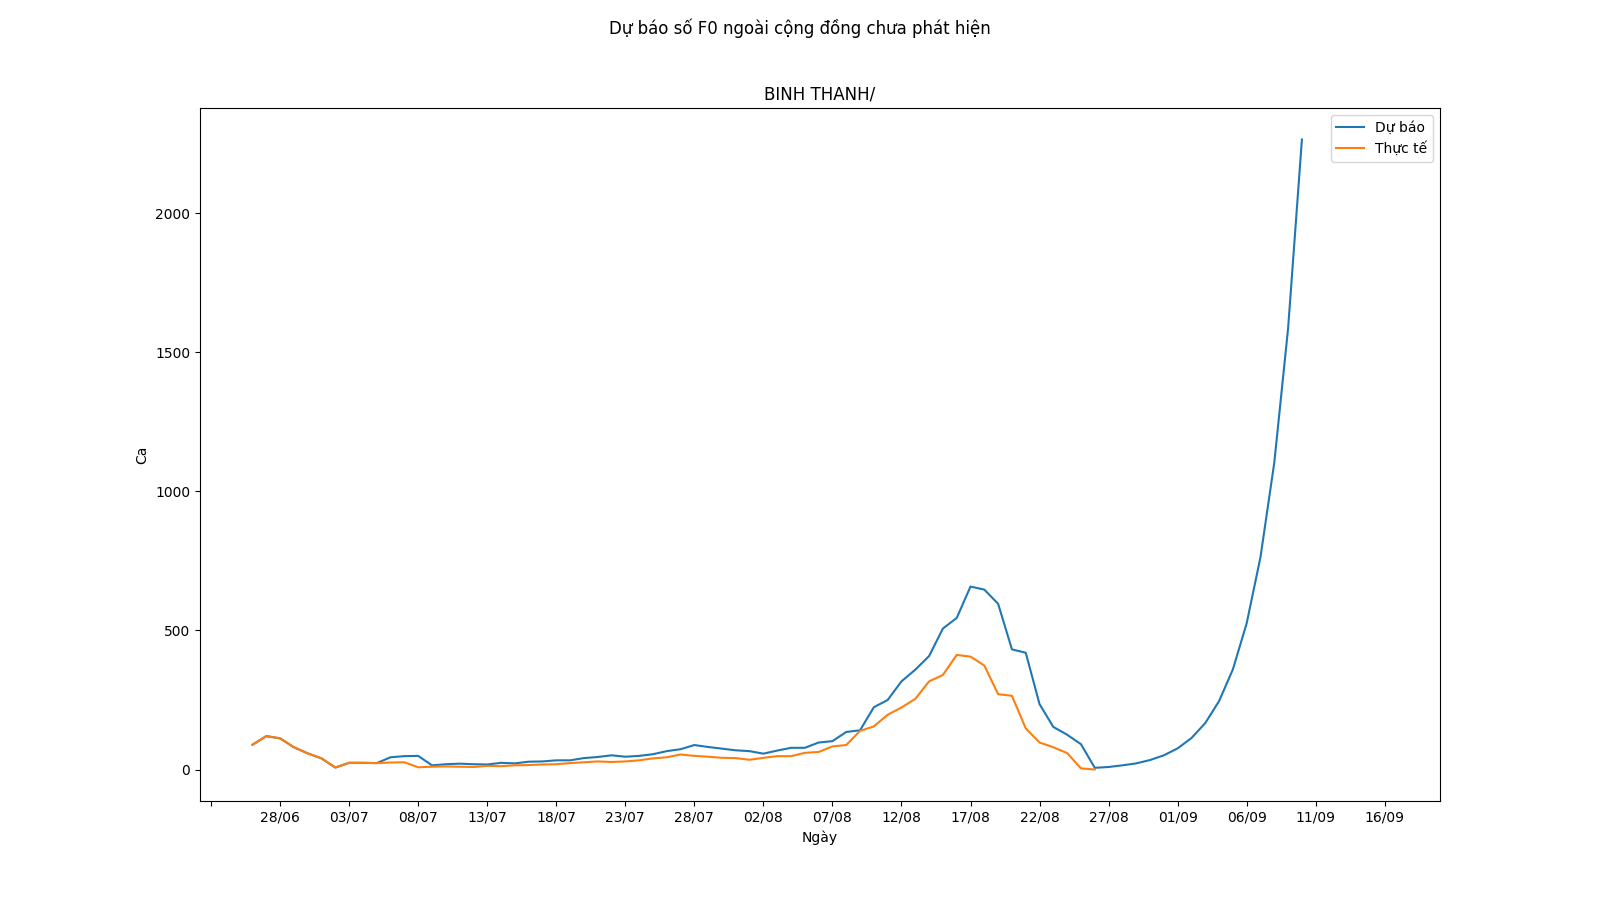 Dự báo số F0 ngoài cộng đồng chưa phát hiện
BINH THANH/
Dự báo
Thực tế
2000
1500
1000
500
0
Ca
28/06 03/07 08/07 13/07 18/07 23/07 28/07 02/08 07/08 12/08 17/08 22/08 27/08 01/09 06/09 11/09 16/09
Ngày